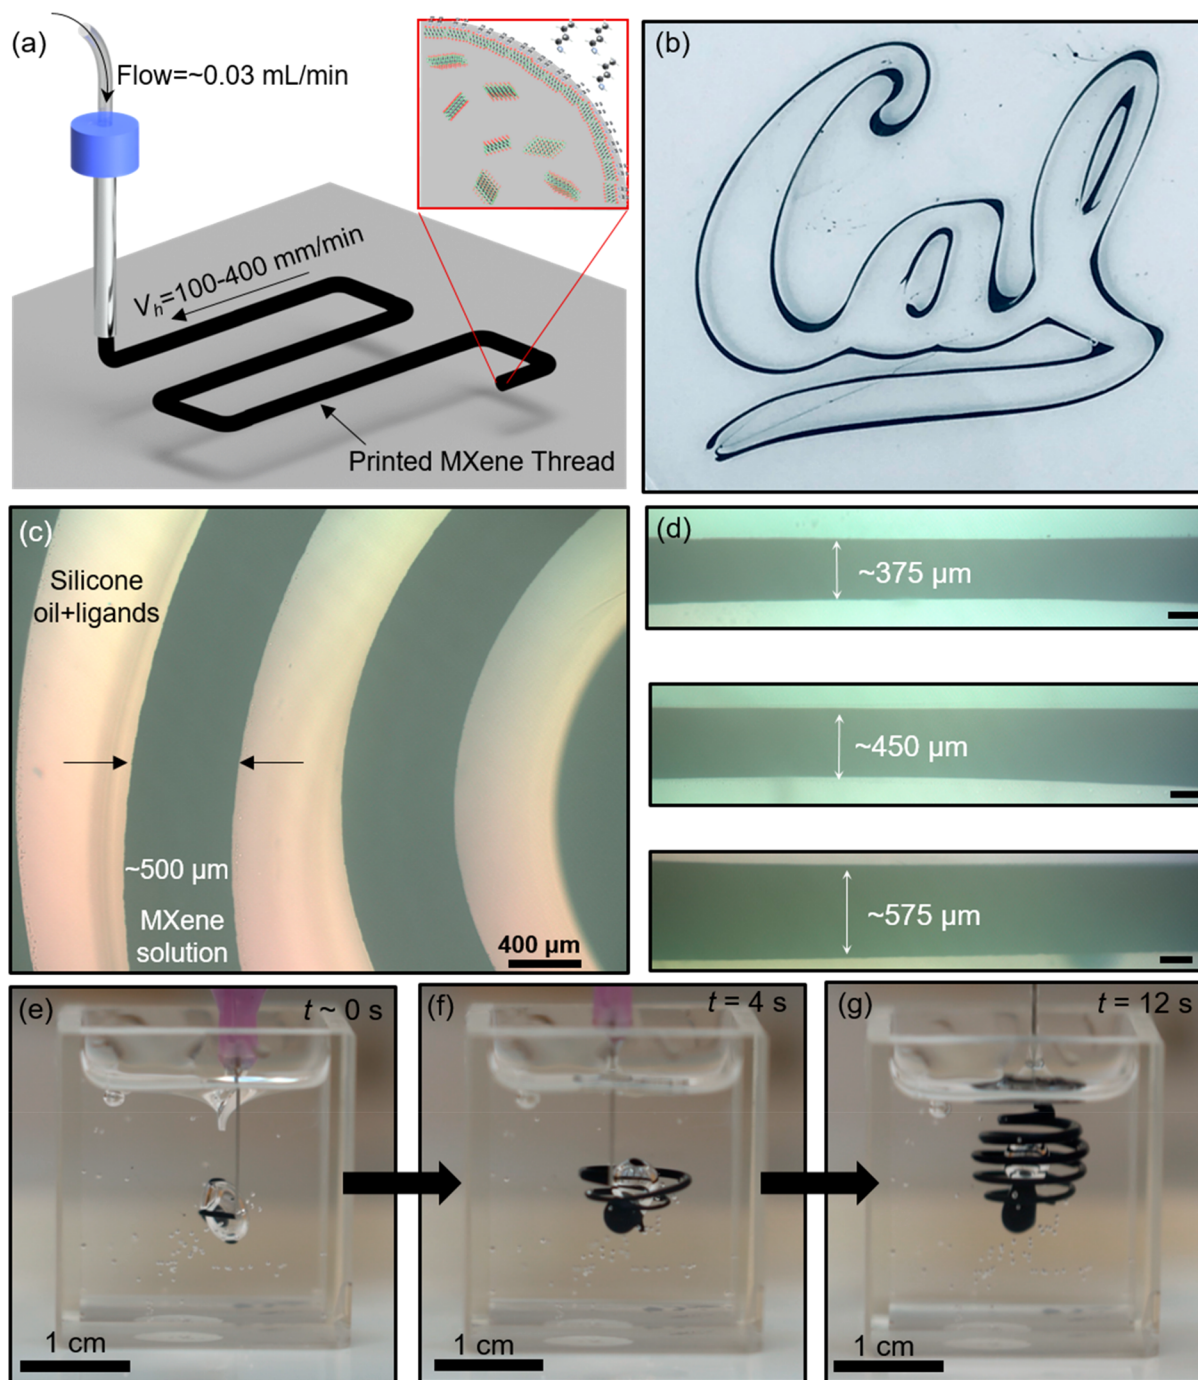 (a)
Flow=~0.03 mL/min
Vₕ=100-400 mm/min
Printed MXene Thread
(b)
Cal
(c)
Silicone
oil+ligands
~500 µm
MXene
solution
400 µm
(d)
~375 µm
~450 µm
~575 µm
(e)
t ~ 0 s
1 cm
(f)
t = 4 s
1 cm
(g)
t = 12 s
1 cm